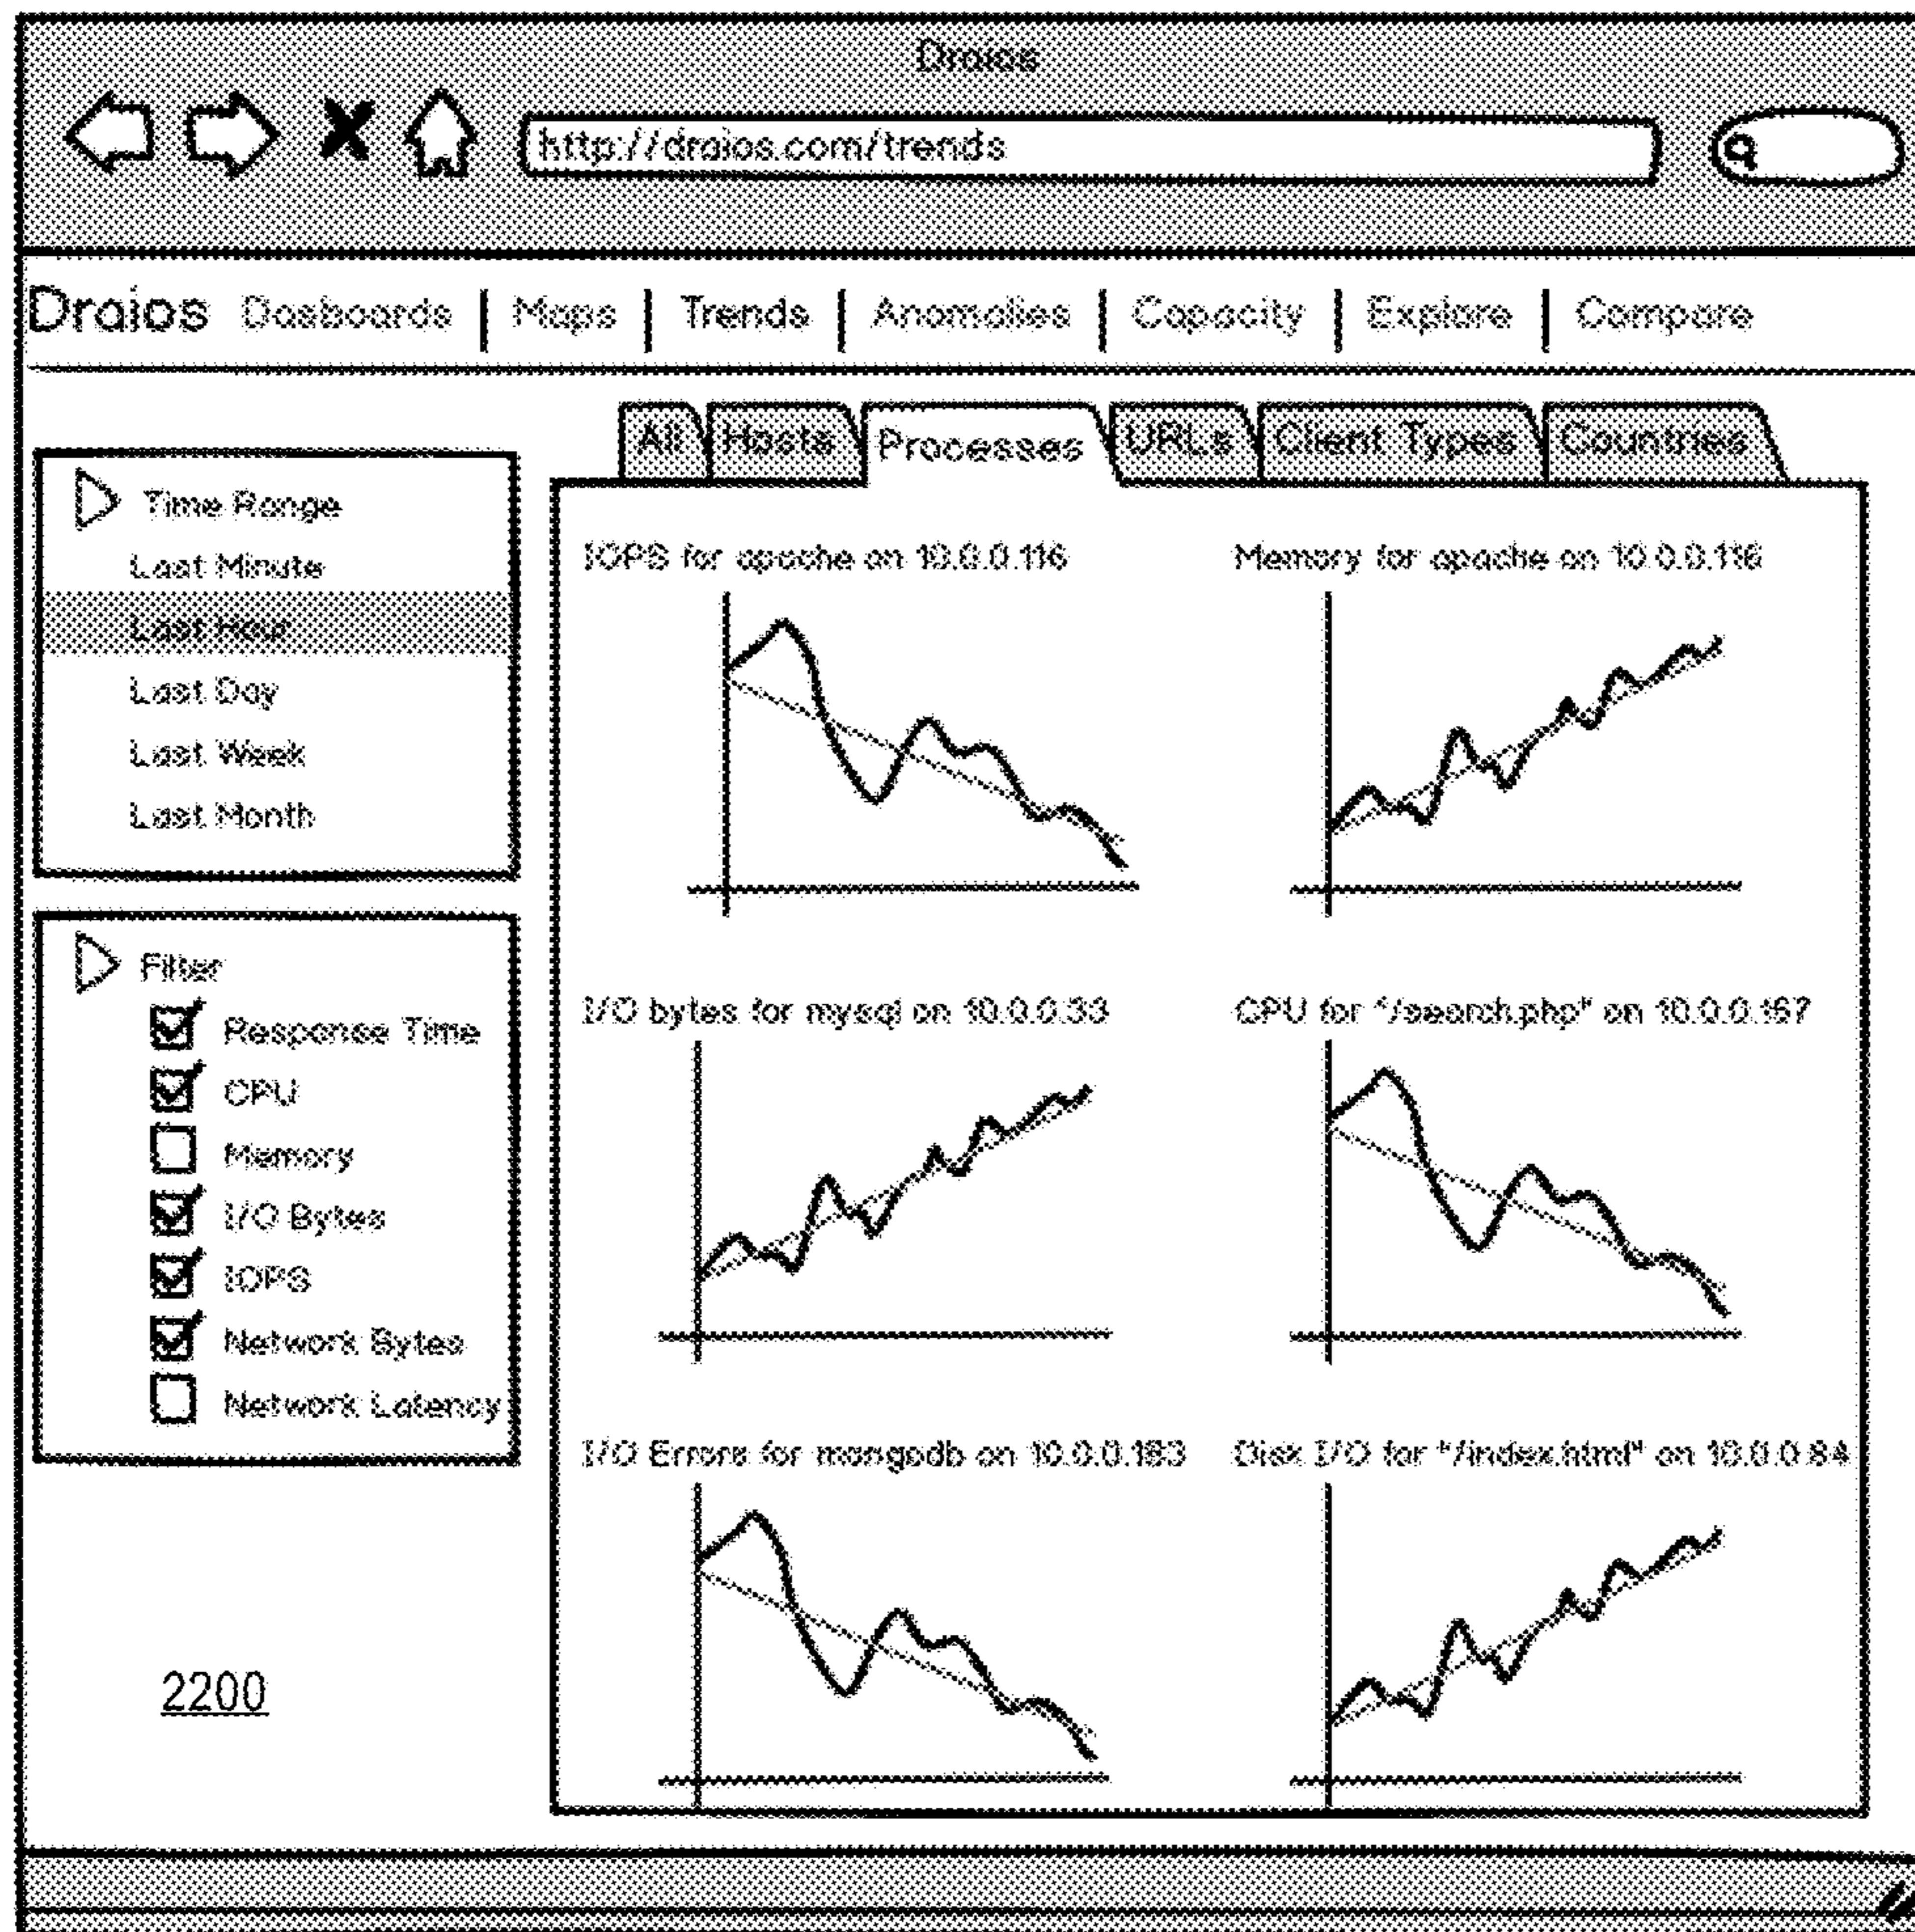 Draios
http://draios.com/trends
Draios Dasboards | Maps | Trends | Anomalies | Capacity | Explore | Compare
All Hosts Processes URLs Client Types Countries
Time Range
Last Minute
Last Hour
Last Day
Last Week
Last Month
Filter
Response Time
CPU
Memory
I/O Bytes
IOPS
Network Bytes
Network Latency
IOPS for apache on 10.0.0.116
Memory for apache on 10.0.0.116
I/O bytes for mysql on 10.0.0.33
CPU for "/search.php" on 10.0.0.167
I/O Errors for mongodb on 10.0.0.183
Disk I/O for "/index.html" on 10.0.0.84
2200